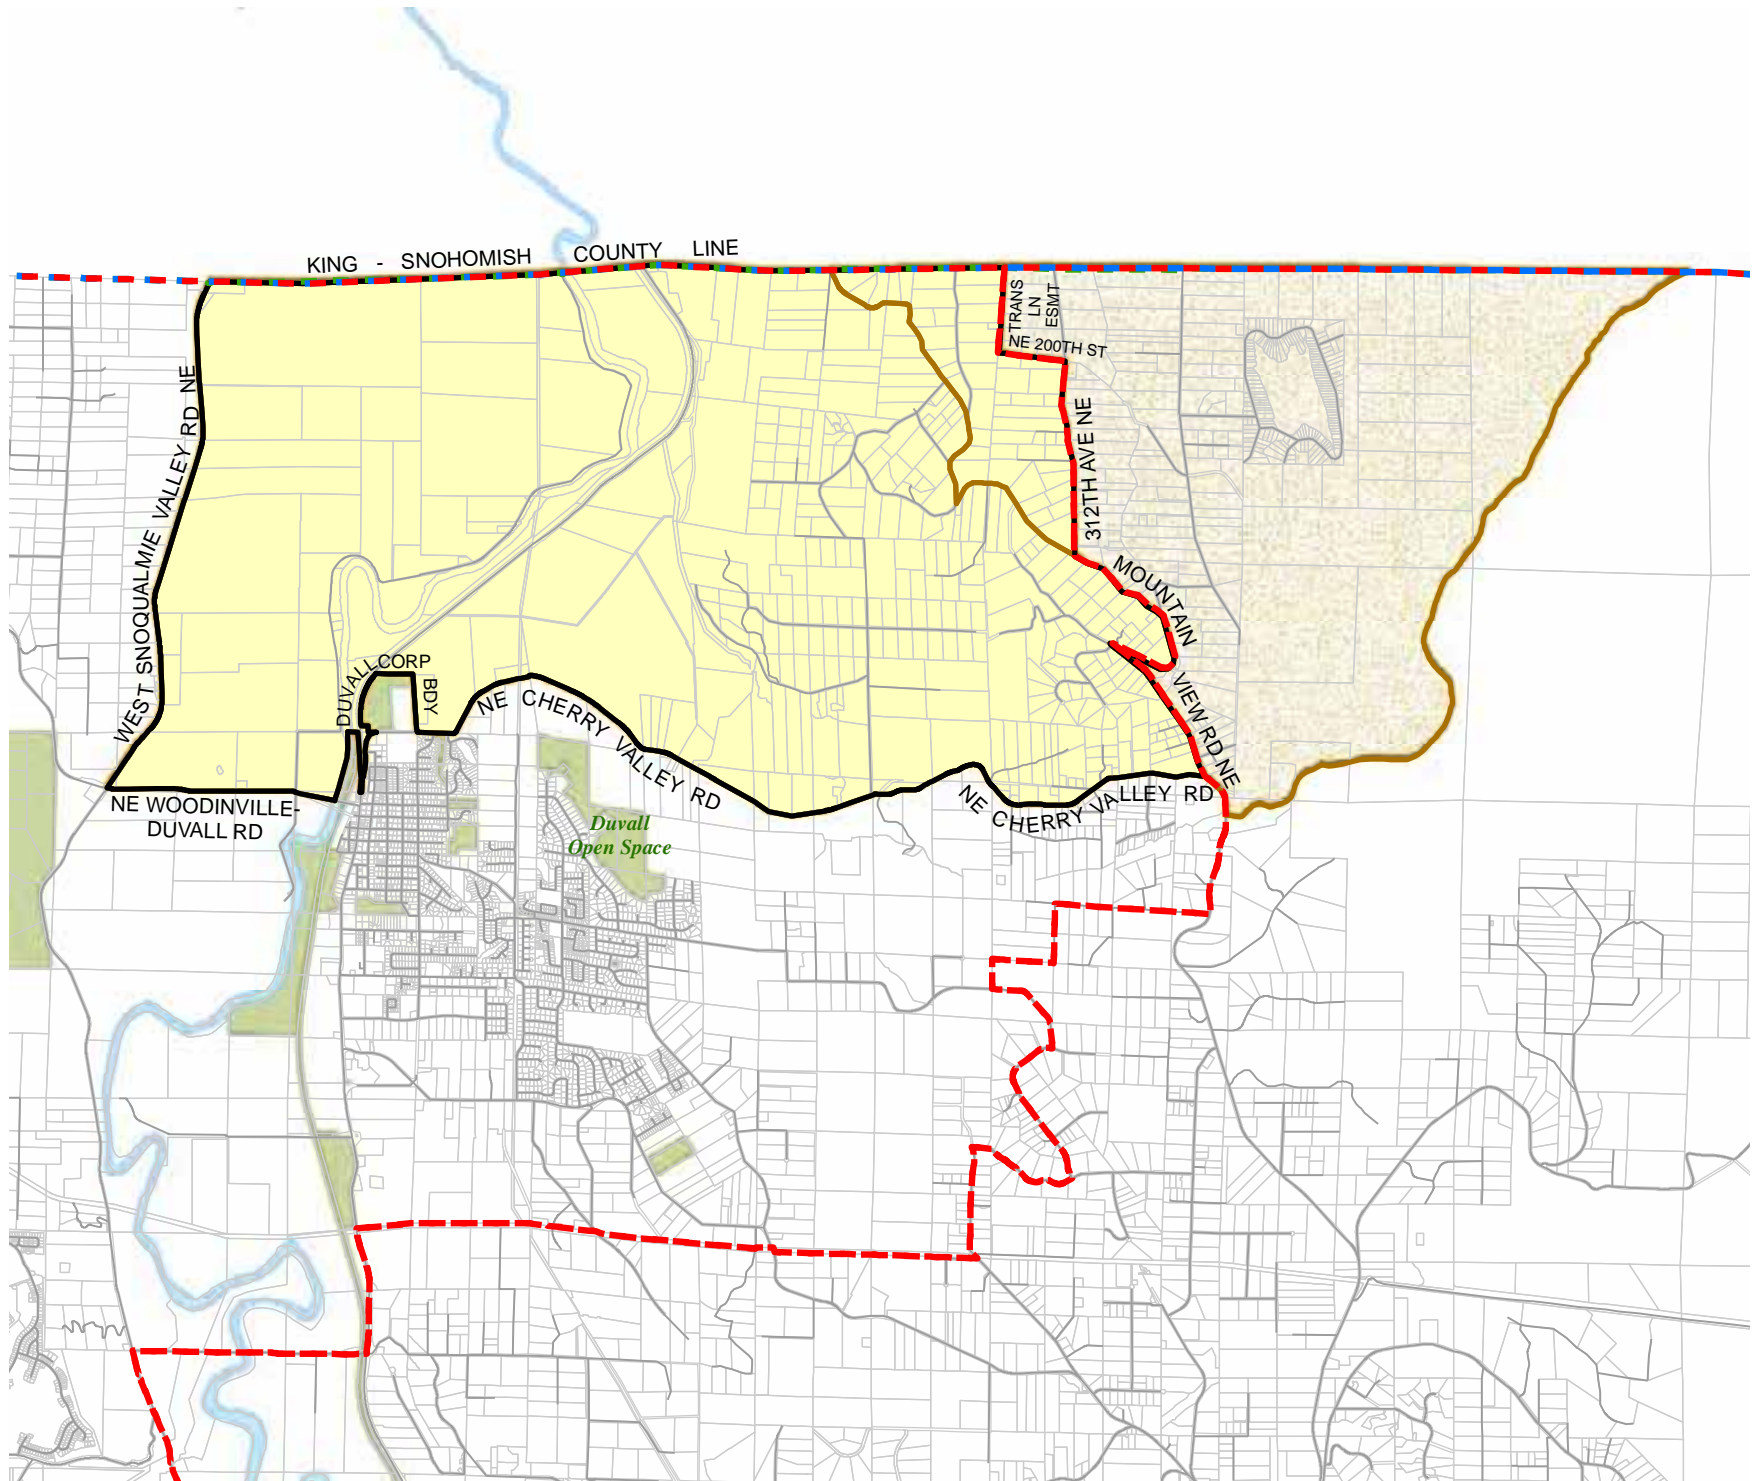 KING - SNOHOMISH COUNTY LINE
TRANS
LN
ESMT
NE 200TH ST
WEST SNOQUALMIE VALLEY RD NE
312TH AVE NE
MOUNTAIN VIEW RD NE
DUVALL CORP BDY
NE CHERRY VALLEY RD
NE CHERRY VALLEY RD
NE WOODINVILLE-
DUVALL RD
Duvall
Open Space